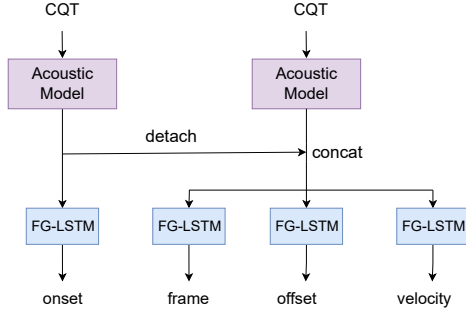 CQT
CQT
Acoustic
Model
Acoustic
Model
detach
concat
FG-LSTM
FG-LSTM
FG-LSTM
FG-LSTM
onset
frame
offset
velocity